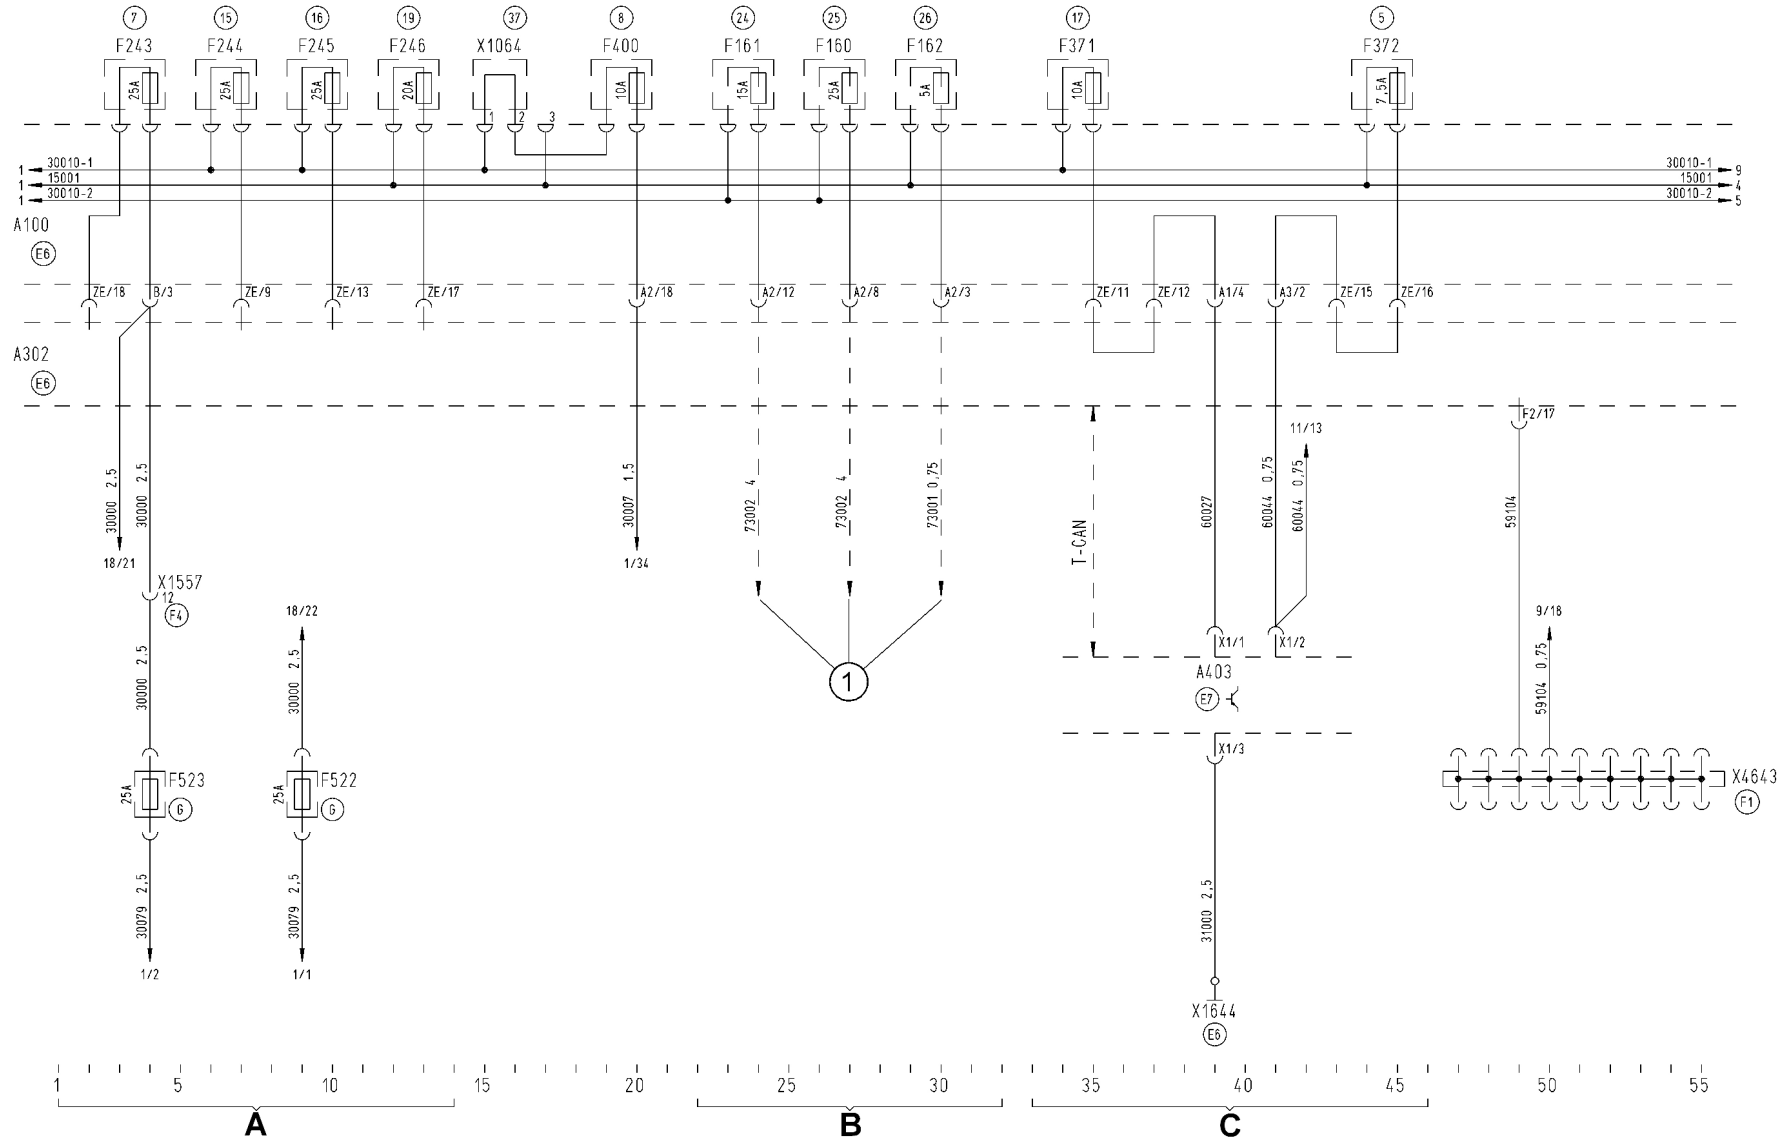 7 15 16 19 37 8 24 25 26 17 5
F243 F244 F245 F246 X1064 F400 F161 F160 F162 F371 F372
25A 25A 25A 20A 10A 15A 25A 5A 10A 7,5A
1 2 3
1 30010-1 30010-1 9
1 15001 15001 4
1 30010-2 30010-2 5
A100
E6
ZE/18 B/3 ZE/9 ZE/13 ZE/17 A2/18 A2/12 A2/8 A2/3 ZE/11 ZE/12 A1/4 A3/2 ZE/15 ZE/16
A302
E6
F2/17
11/13
30000 2,5 30000 2,5 30007 1,5 73002 4 73002 4 73001 0,75 T-CAN 60027 60044 0,75 60044 0,75 59104
18/21 1/34
X1557
12
F4
18/22 9/18
30000 2,5 30000 2,5 59104 0,75
X1/1 X1/2
1
A403
E7
X1/3
25A F523 25A F522 X4643
G G F1
30079 2,5 30079 2,5 31000 2,5
1/2 1/1
X1644
E6
1 5 10 15 20 25 30 35 40 45 50 55
A B C